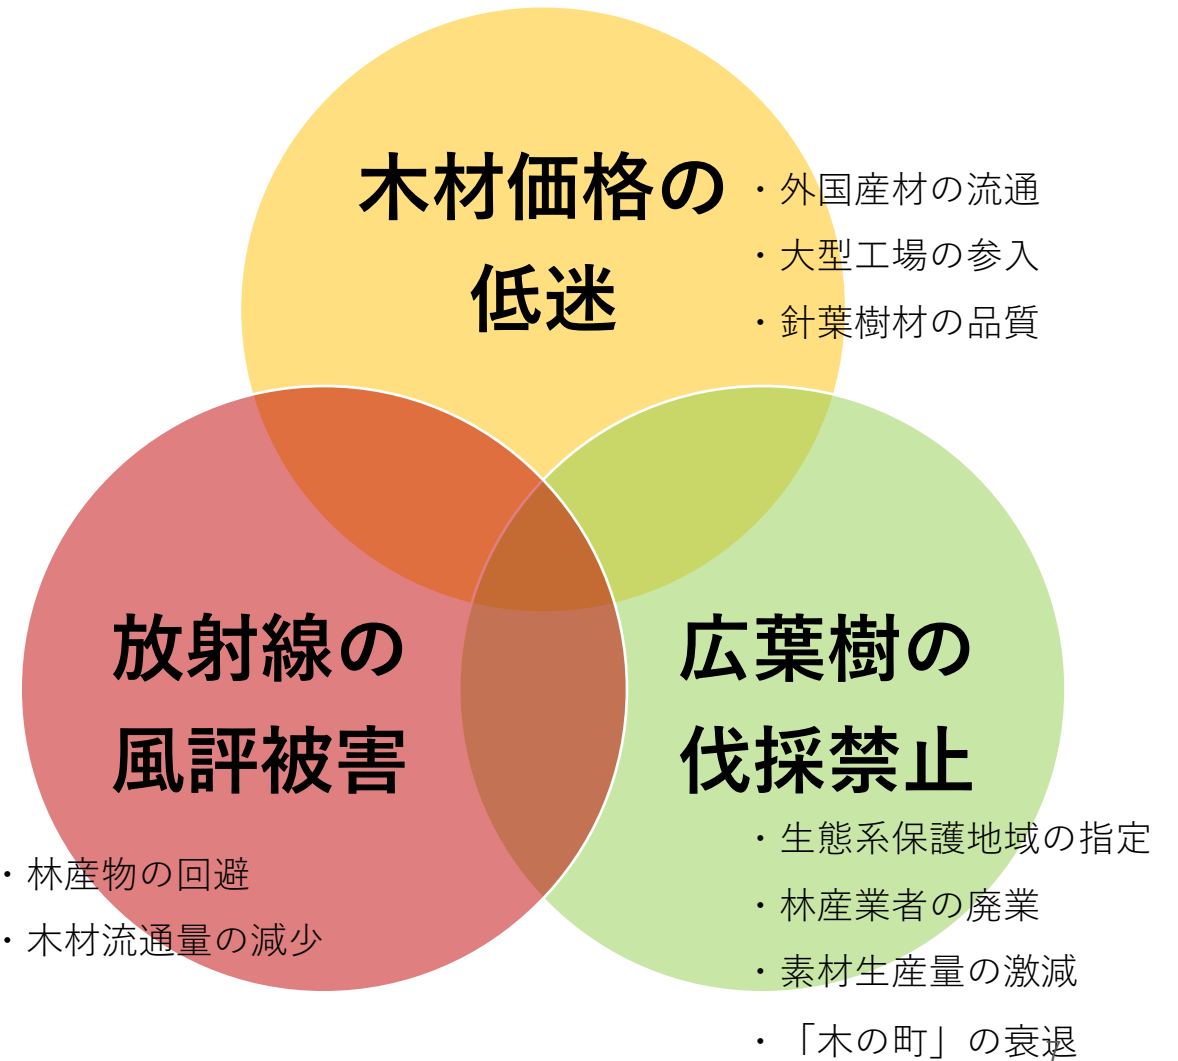 木材価格の
低迷
・外国産材の流通
・大型工場の参入
・針葉樹材の品質
放射線の
風評被害
・林産物の回避
・木材流通量の減少
広葉樹の
伐採禁止
・生態系保護地域の指定
・林産業者の廃業
・素材生産量の激減
・「木の町」の衰退